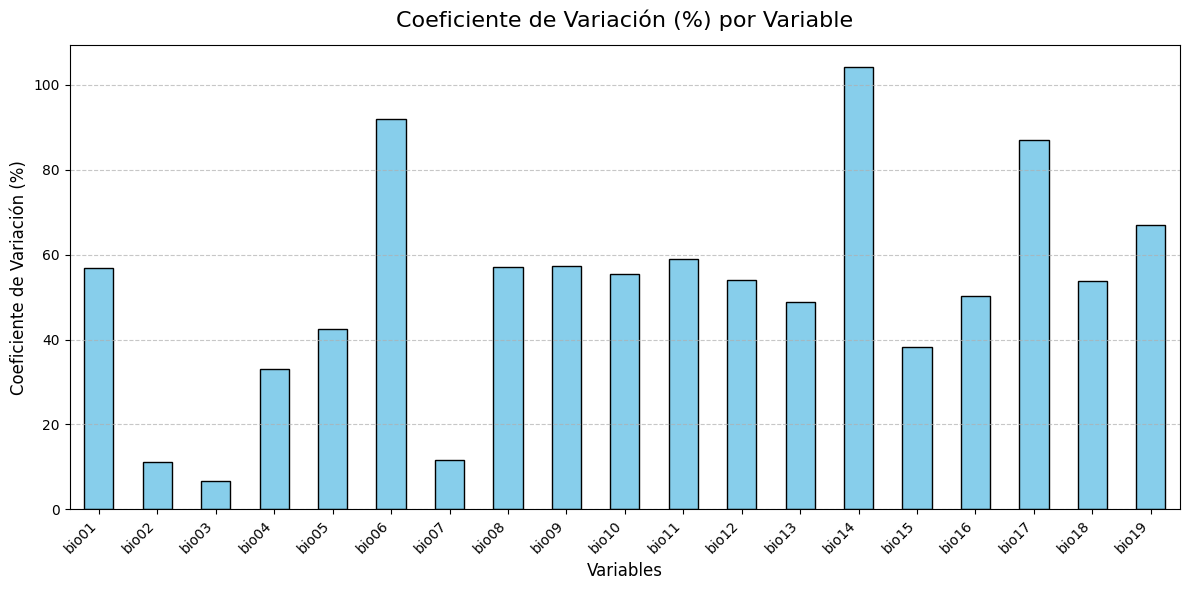 Coeficiente de Variación (%) por Variable
Coeficiente de Variación (%)
100
80
60
40
20
0
bio01
bio02
bio03
bio04
bio05
bio06
bio07
bio08
bio09
bio10
bio11
bio12
bio13
bio14
bio15
bio16
bio17
bio18
bio19
Variables